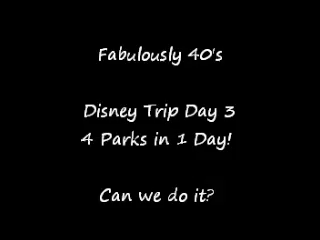 Fabulously 40's
Disney Trip Day 3
4 Parks in 1 Day!
Can we do it?